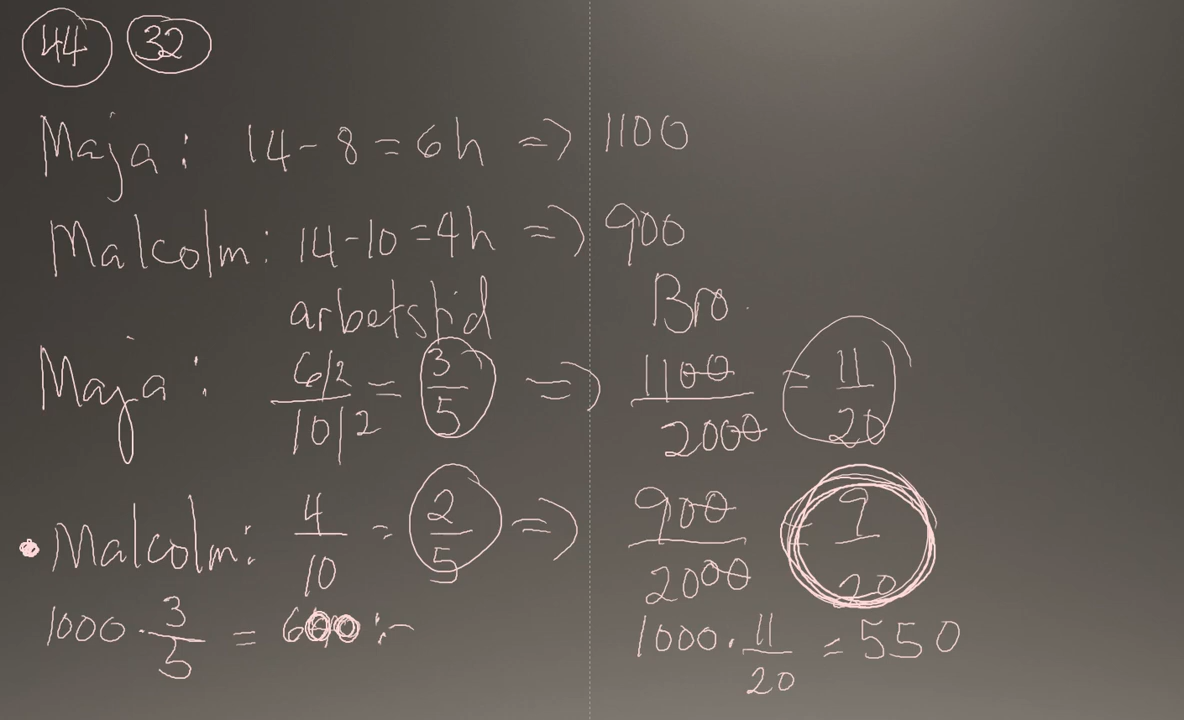 44 32
Maja: 14-8=6h => 1100
Malcolm: 14-10=4h => 900
arbetstid Bro.
Maja: 6/2 / 10/2 = 3/5 => 1100/2000 = 11/20
• Malcolm: 4/10 = 2/5 => 900/2000 = 9/20
1000 · 3/5 = 600 :- 1000 · 11/20 = 550